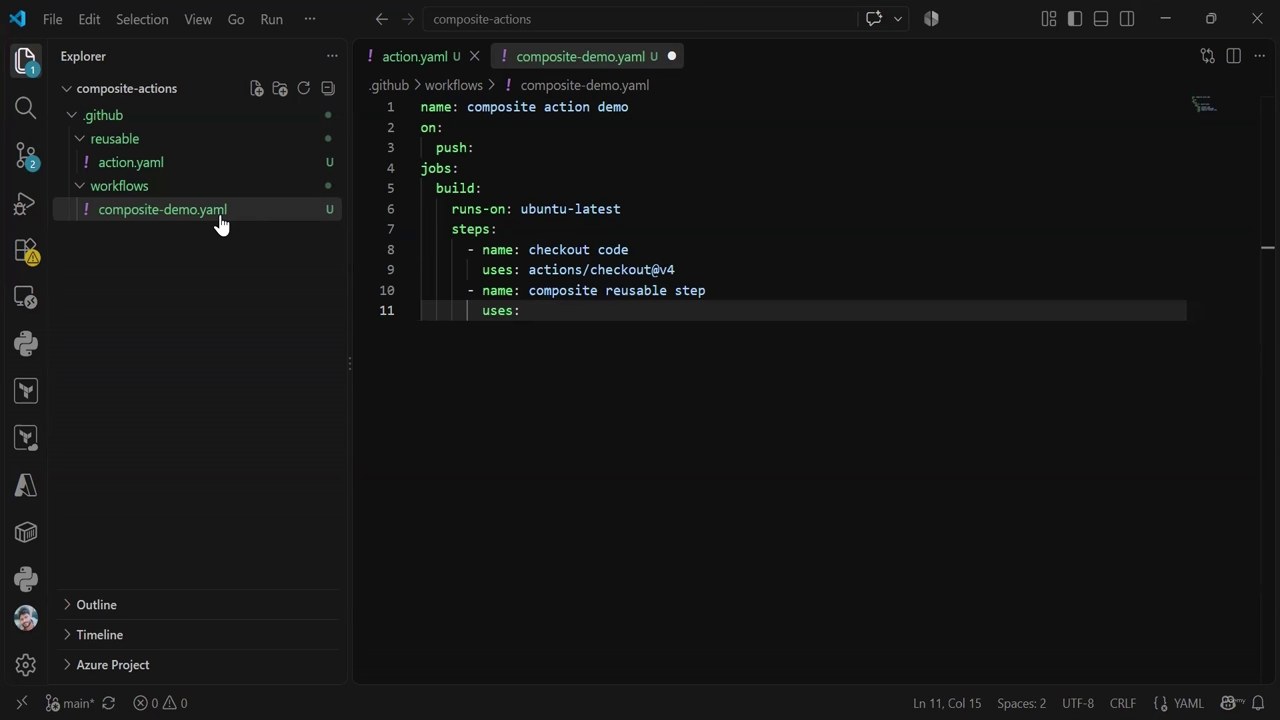 File Edit Selection View Go Run ···
composite-actions
Explorer
1
composite-actions
.github
reusable
! action.yaml U
workflows
! composite-demo.yaml U
2
Outline
Timeline
Azure Project
! action.yaml U
! composite-demo.yaml U
.github > workflows > ! composite-demo.yaml
1 name: composite action demo
2 on:
3 push:
4 jobs:
5 build:
6 runs-on: ubuntu-latest
7 steps:
8 - name: checkout code
9 uses: actions/checkout@v4
10 - name: composite reusable step
11 uses:
main* 0 0
Ln 11, Col 15 Spaces: 2 UTF-8 CRLF {} YAML